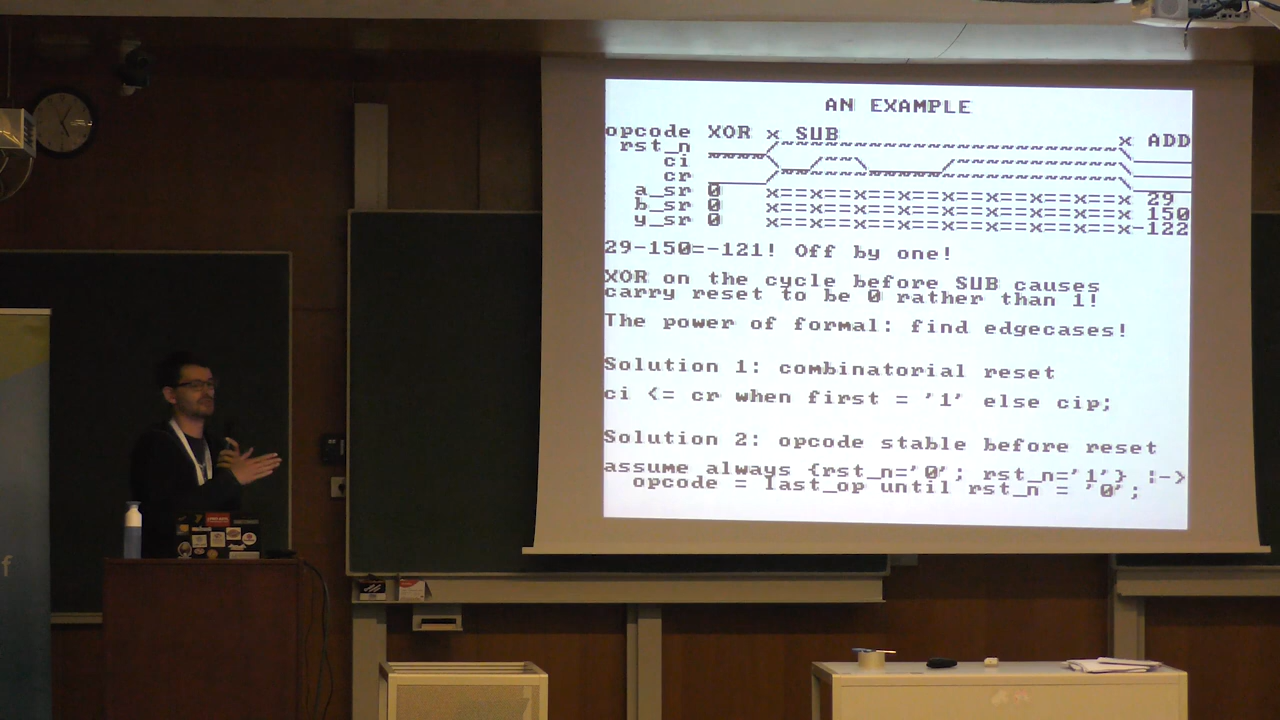 AN EXAMPLE
opcode XOR x SUB x ADD
rst_n
ci
cr
a_sr 0 x==x==x==x==x==x==x==x==x 29
b_sr 0 x==x==x==x==x==x==x==x==x 150
y_sr 0 x==x==x==x==x==x==x==x==x-122
29-150=-121! Off by one!
XOR on the cycle before SUB causes
carry reset to be 0 rather than 1!
The power of formal: find edgecases!
Solution 1: combinatorial reset
ci <= cr when first = '1' else cip;
Solution 2: opcode stable before reset
assume always {rst_n='0'; rst_n='1'} |->
opcode = last_op until rst_n = '0';
f